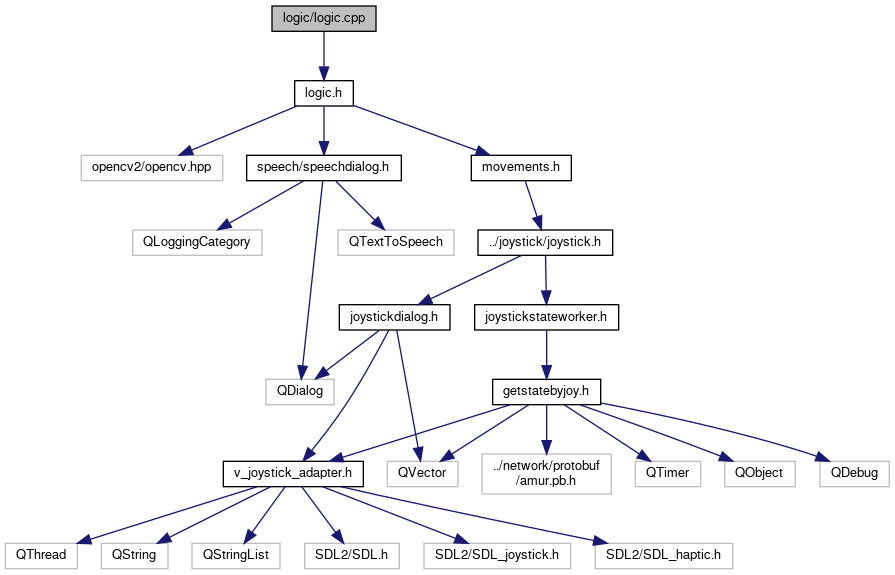 logic/logic.cpp
logic.h
opencv2/opencv.hpp
speech/speechdialog.h
movements.h
QLoggingCategory
QTextToSpeech
../joystick/joystick.h
joystickdialog.h
joystickstateworker.h
QDialog
getstatebyjoy.h
v_joystick_adapter.h
QVector
../network/protobuf
/amur.pb.h
QTimer
QObject
QDebug
QThread
QString
QStringList
SDL2/SDL.h
SDL2/SDL_joystick.h
SDL2/SDL_haptic.h